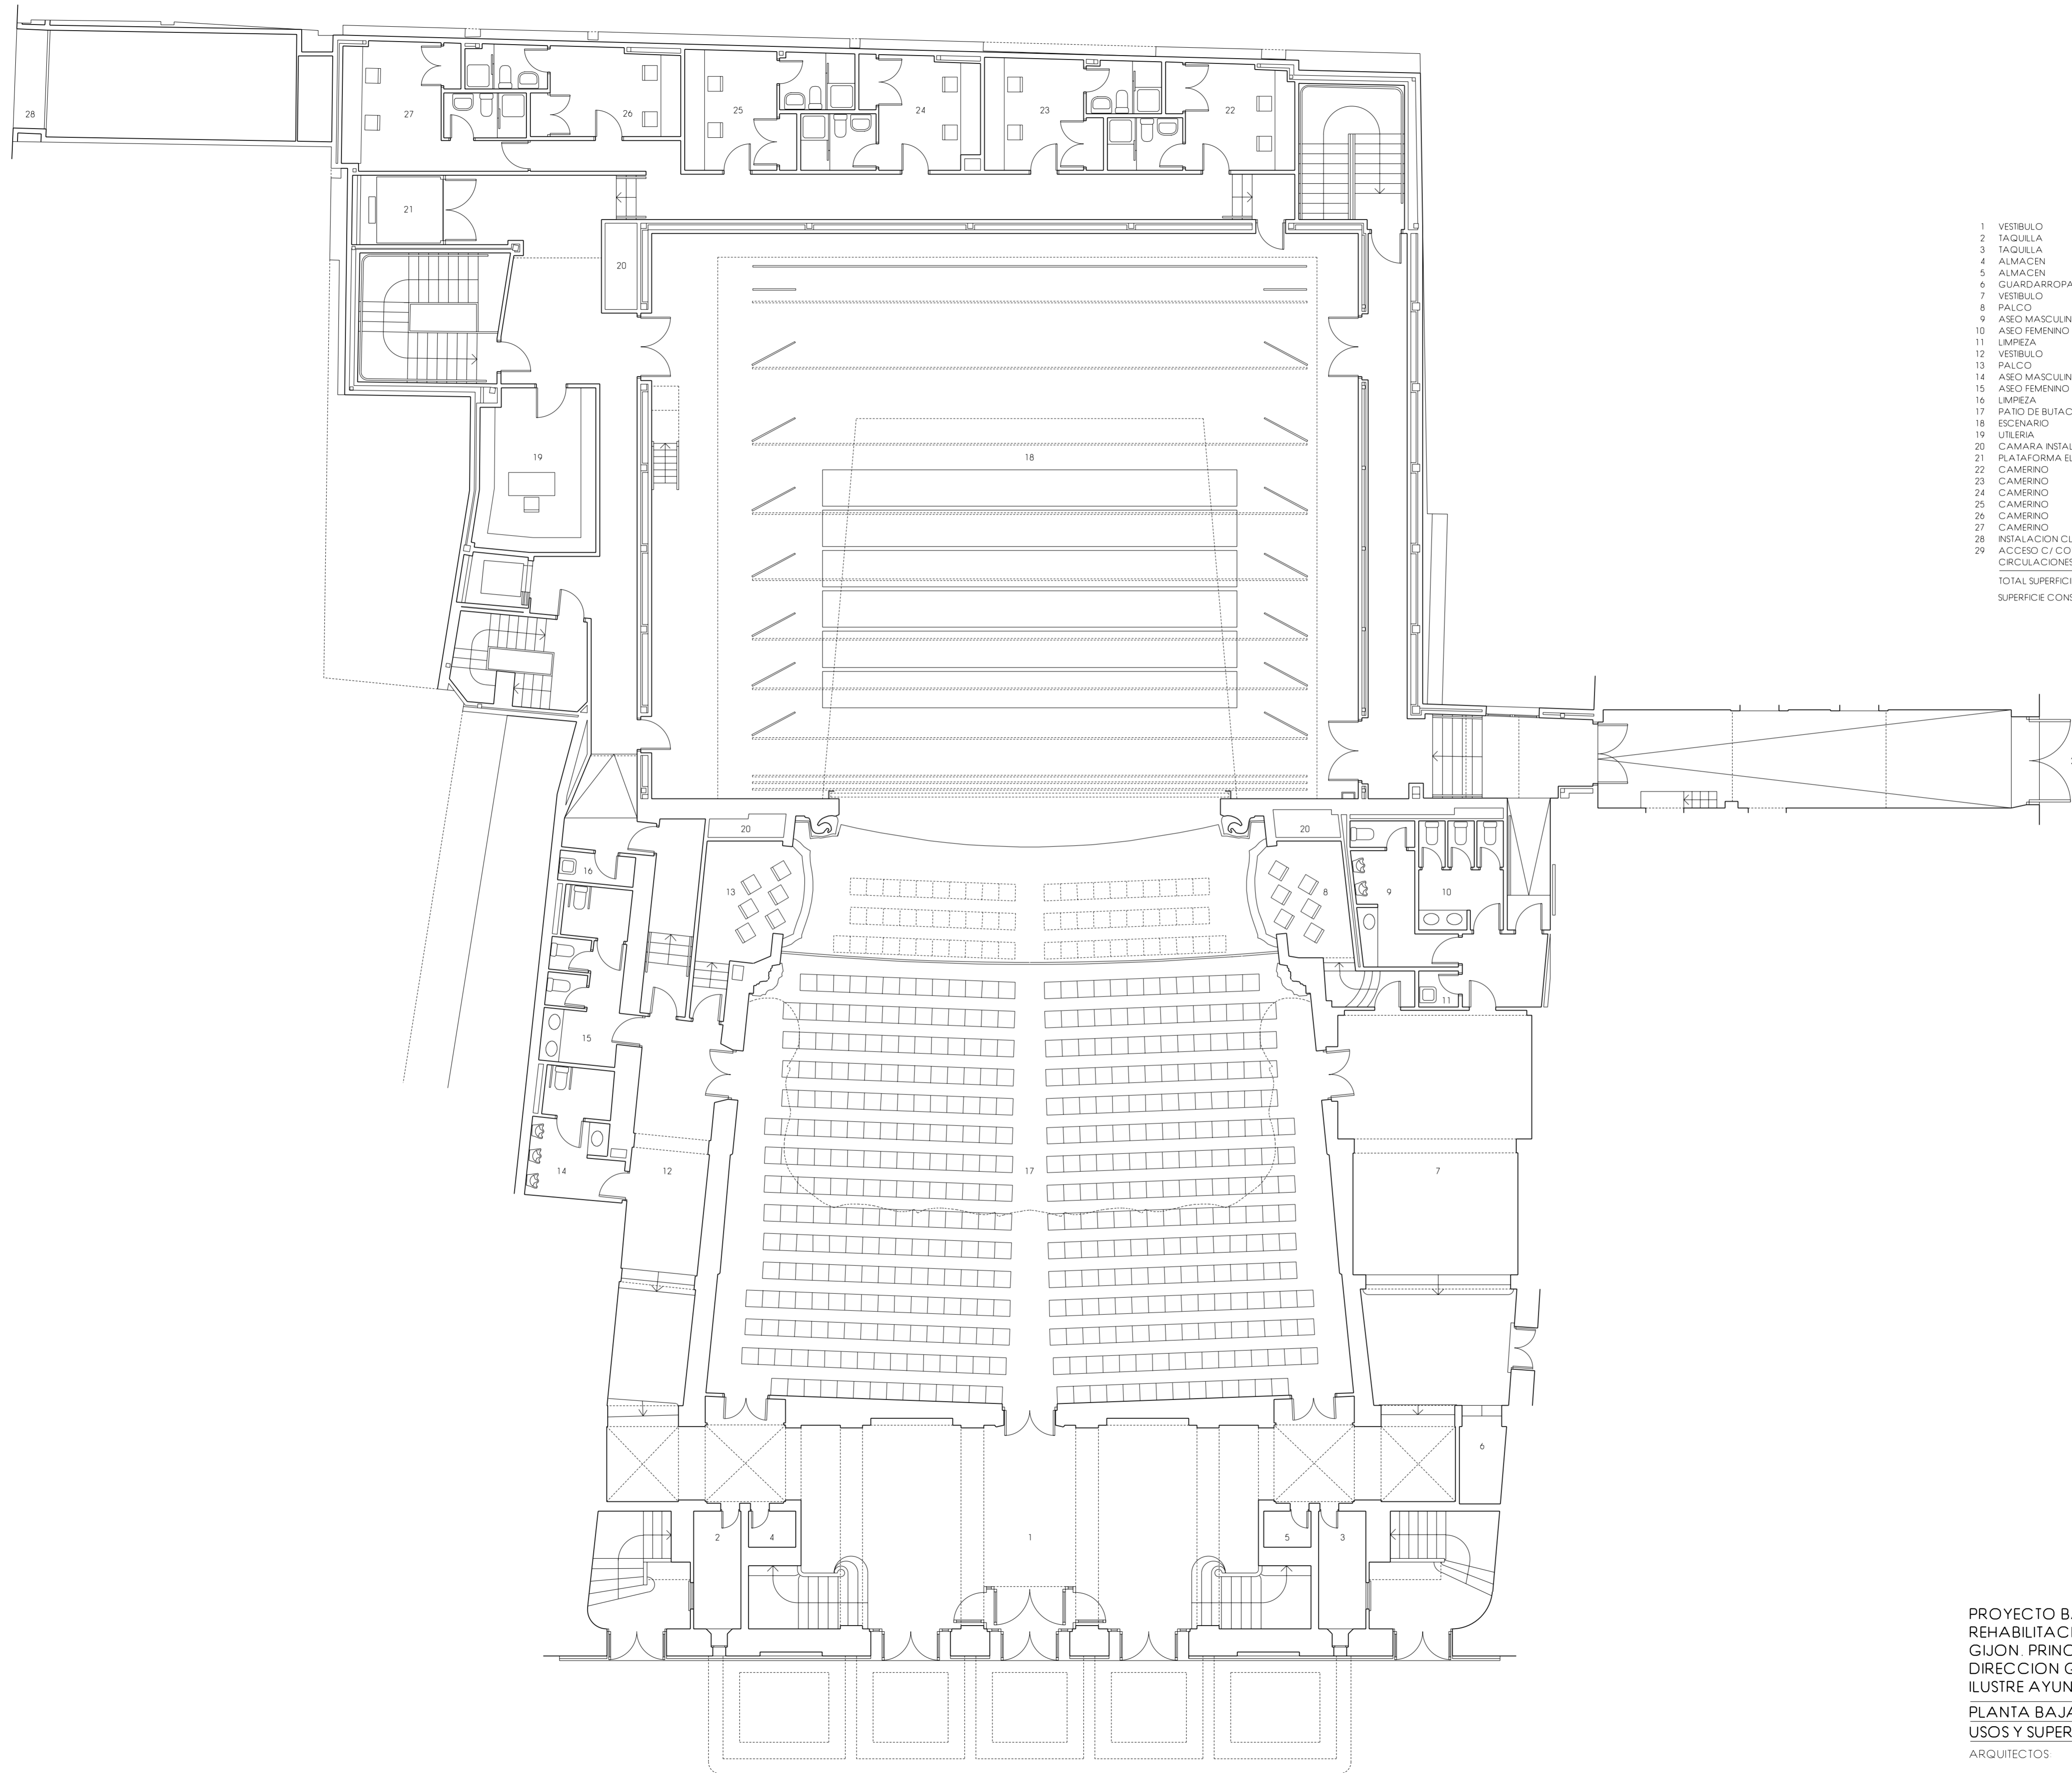 28
27
26
25
24
23
22
21
20
19
18
20
20
16
13
8
9
10
11
15
14
12
17
7
6
2
4
1
5
3
1 VESTIBULO
2 TAQUILLA
3 TAQUILLA
4 ALMACEN
5 ALMACEN
6 GUARDARROPA
7 VESTIBULO
8 PALCO
9 ASEO MASCULIN
10 ASEO FEMENINO
11 LIMPIEZA
12 VESTIBULO
13 PALCO
14 ASEO MASCULIN
15 ASEO FEMENINO
16 LIMPIEZA
17 PATIO DE BUTAC
18 ESCENARIO
19 UTILERIA
20 CAMARA INSTAL
21 PLATAFORMA EL
22 CAMERINO
23 CAMERINO
24 CAMERINO
25 CAMERINO
26 CAMERINO
27 CAMERINO
28 INSTALACION CL
29 ACCESO C/ CO
CIRCULACIONES
TOTAL SUPERFICI
SUPERFICIE CONS
PROYECTO B
REHABILITACI
GIJON. PRINC
DIRECCION G
ILUSTRE AYUN
PLANTA BAJA
USOS Y SUPER
ARQUITECTOS